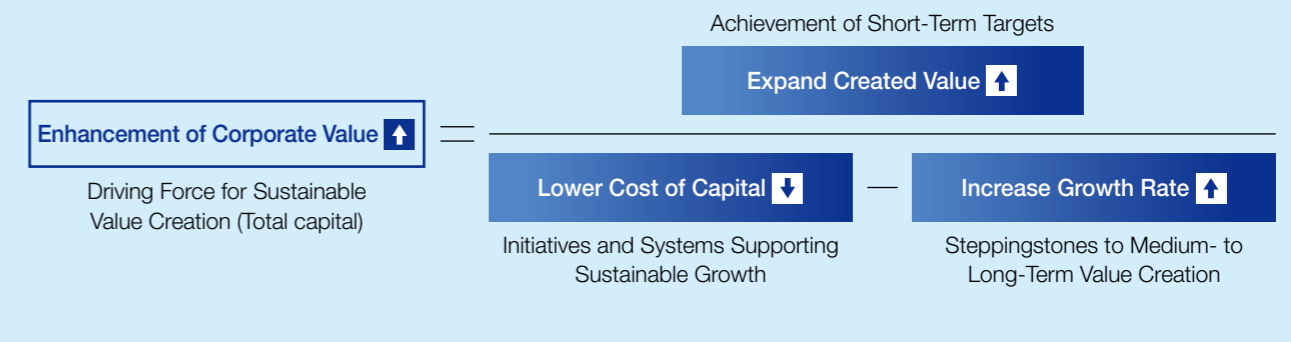 Achievement of Short-Term Targets
Expand Created Value ↑
Enhancement of Corporate Value ↑
=
Driving Force for Sustainable
Value Creation (Total capital)
Lower Cost of Capital ↓
—
Increase Growth Rate ↑
Initiatives and Systems Supporting
Sustainable Growth
Steppingstones to Medium- to
Long-Term Value Creation